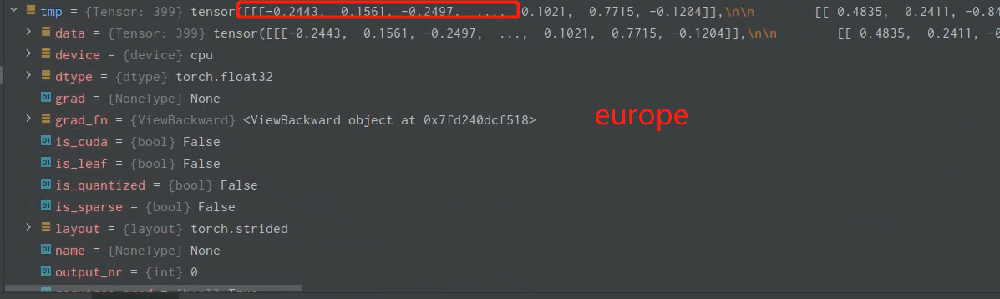 tmp = {Tensor: 399} tensor([[[-0.2443, 0.1561, -0.2497, ..., 0.1021, 0.7715, -0.1204]],\n\n [[ 0.4835, 0.2411, -0.84
data = {Tensor: 399} tensor([[[-0.2443, 0.1561, -0.2497, ..., 0.1021, 0.7715, -0.1204]],\n\n [[ 0.4835, 0.2411, -0.8
device = {device} cpu
dtype = {dtype} torch.float32
grad = {NoneType} None
grad_fn = {ViewBackward} <ViewBackward object at 0x7fd240dcf518>
europe
is_cuda = {bool} False
is_leaf = {bool} False
is_quantized = {bool} False
is_sparse = {bool} False
layout = {layout} torch.strided
name = {NoneType} None
output_nr = {int} 0
requires_grad = {bool} True